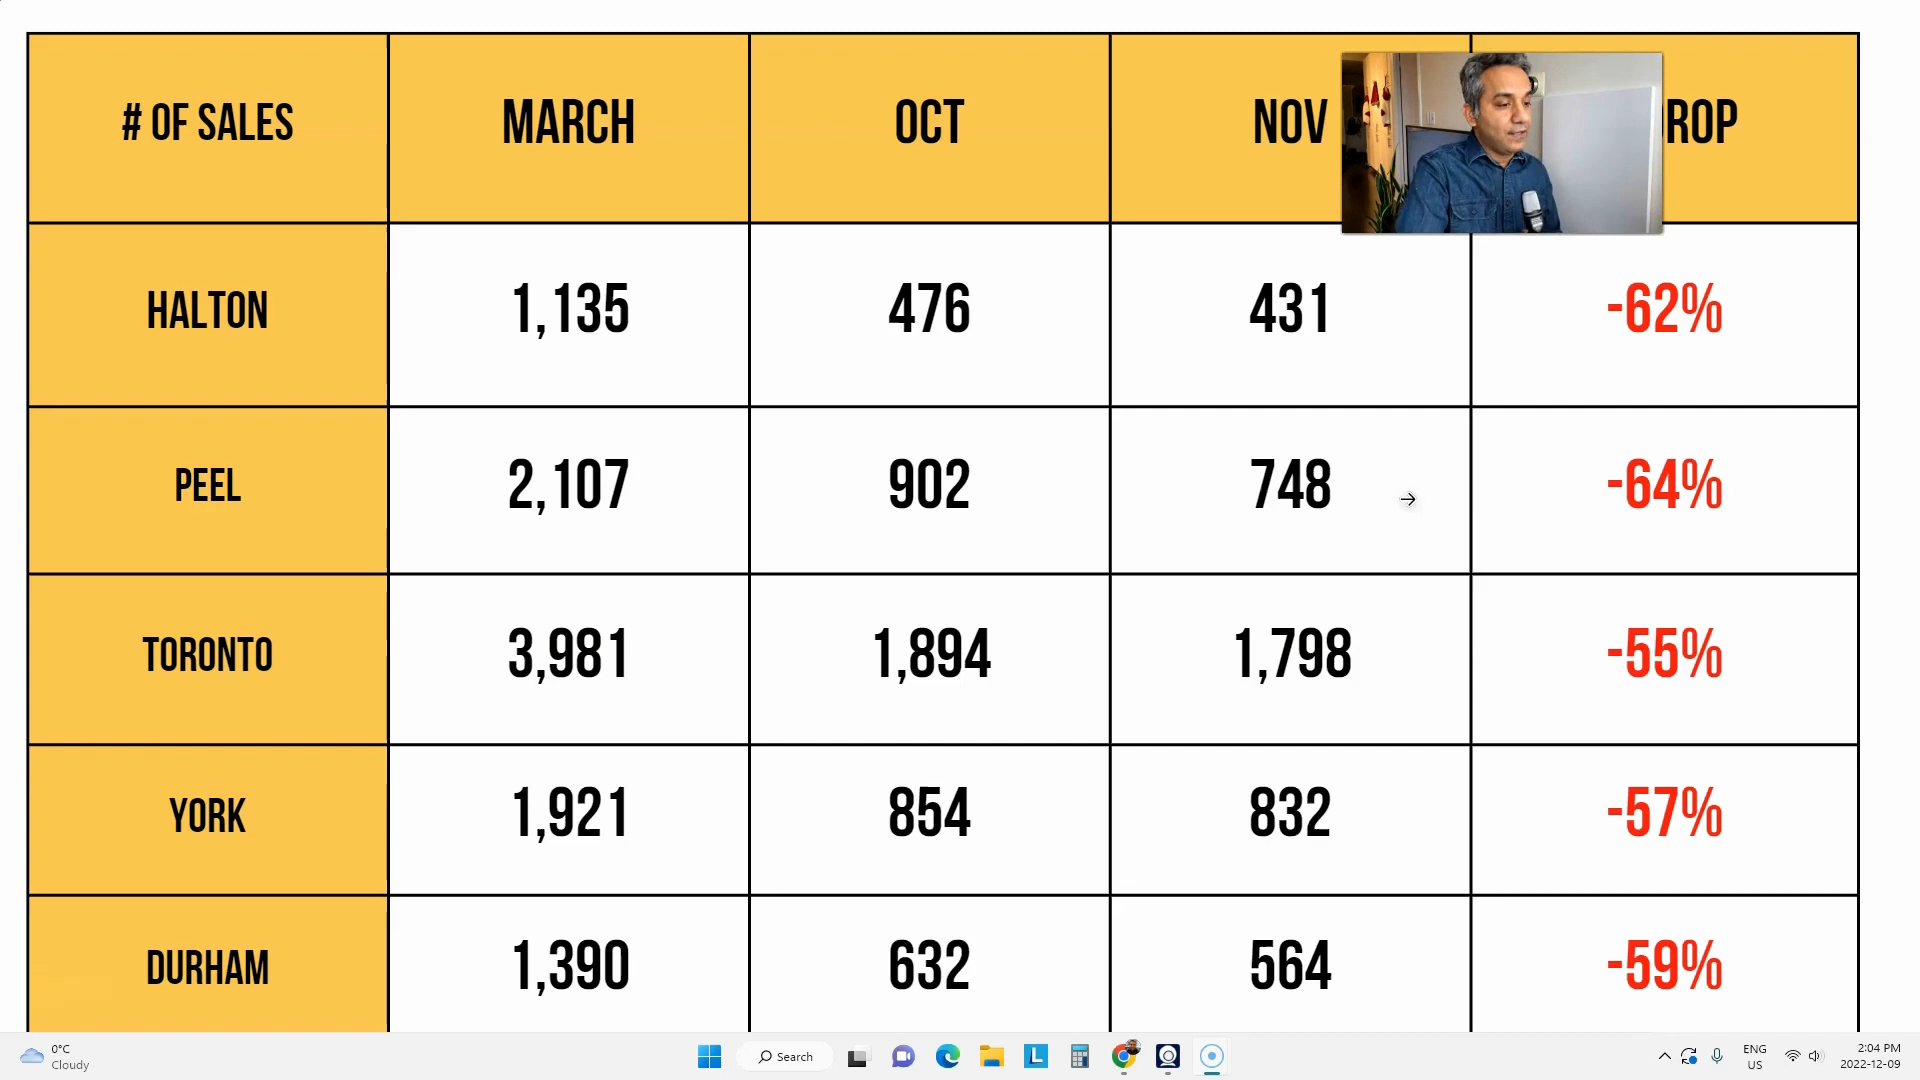 # OF SALES MARCH OCT NOV ROP
HALTON 1,135 476 431 -62%
PEEL 2,107 902 748 -64%
TORONTO 3,981 1,894 1,798 -55%
YORK 1,921 854 832 -57%
DURHAM 1,390 632 564 -59%
0°C
Cloudy
Search
L
ENG
US
2:04 PM
2022-12-09